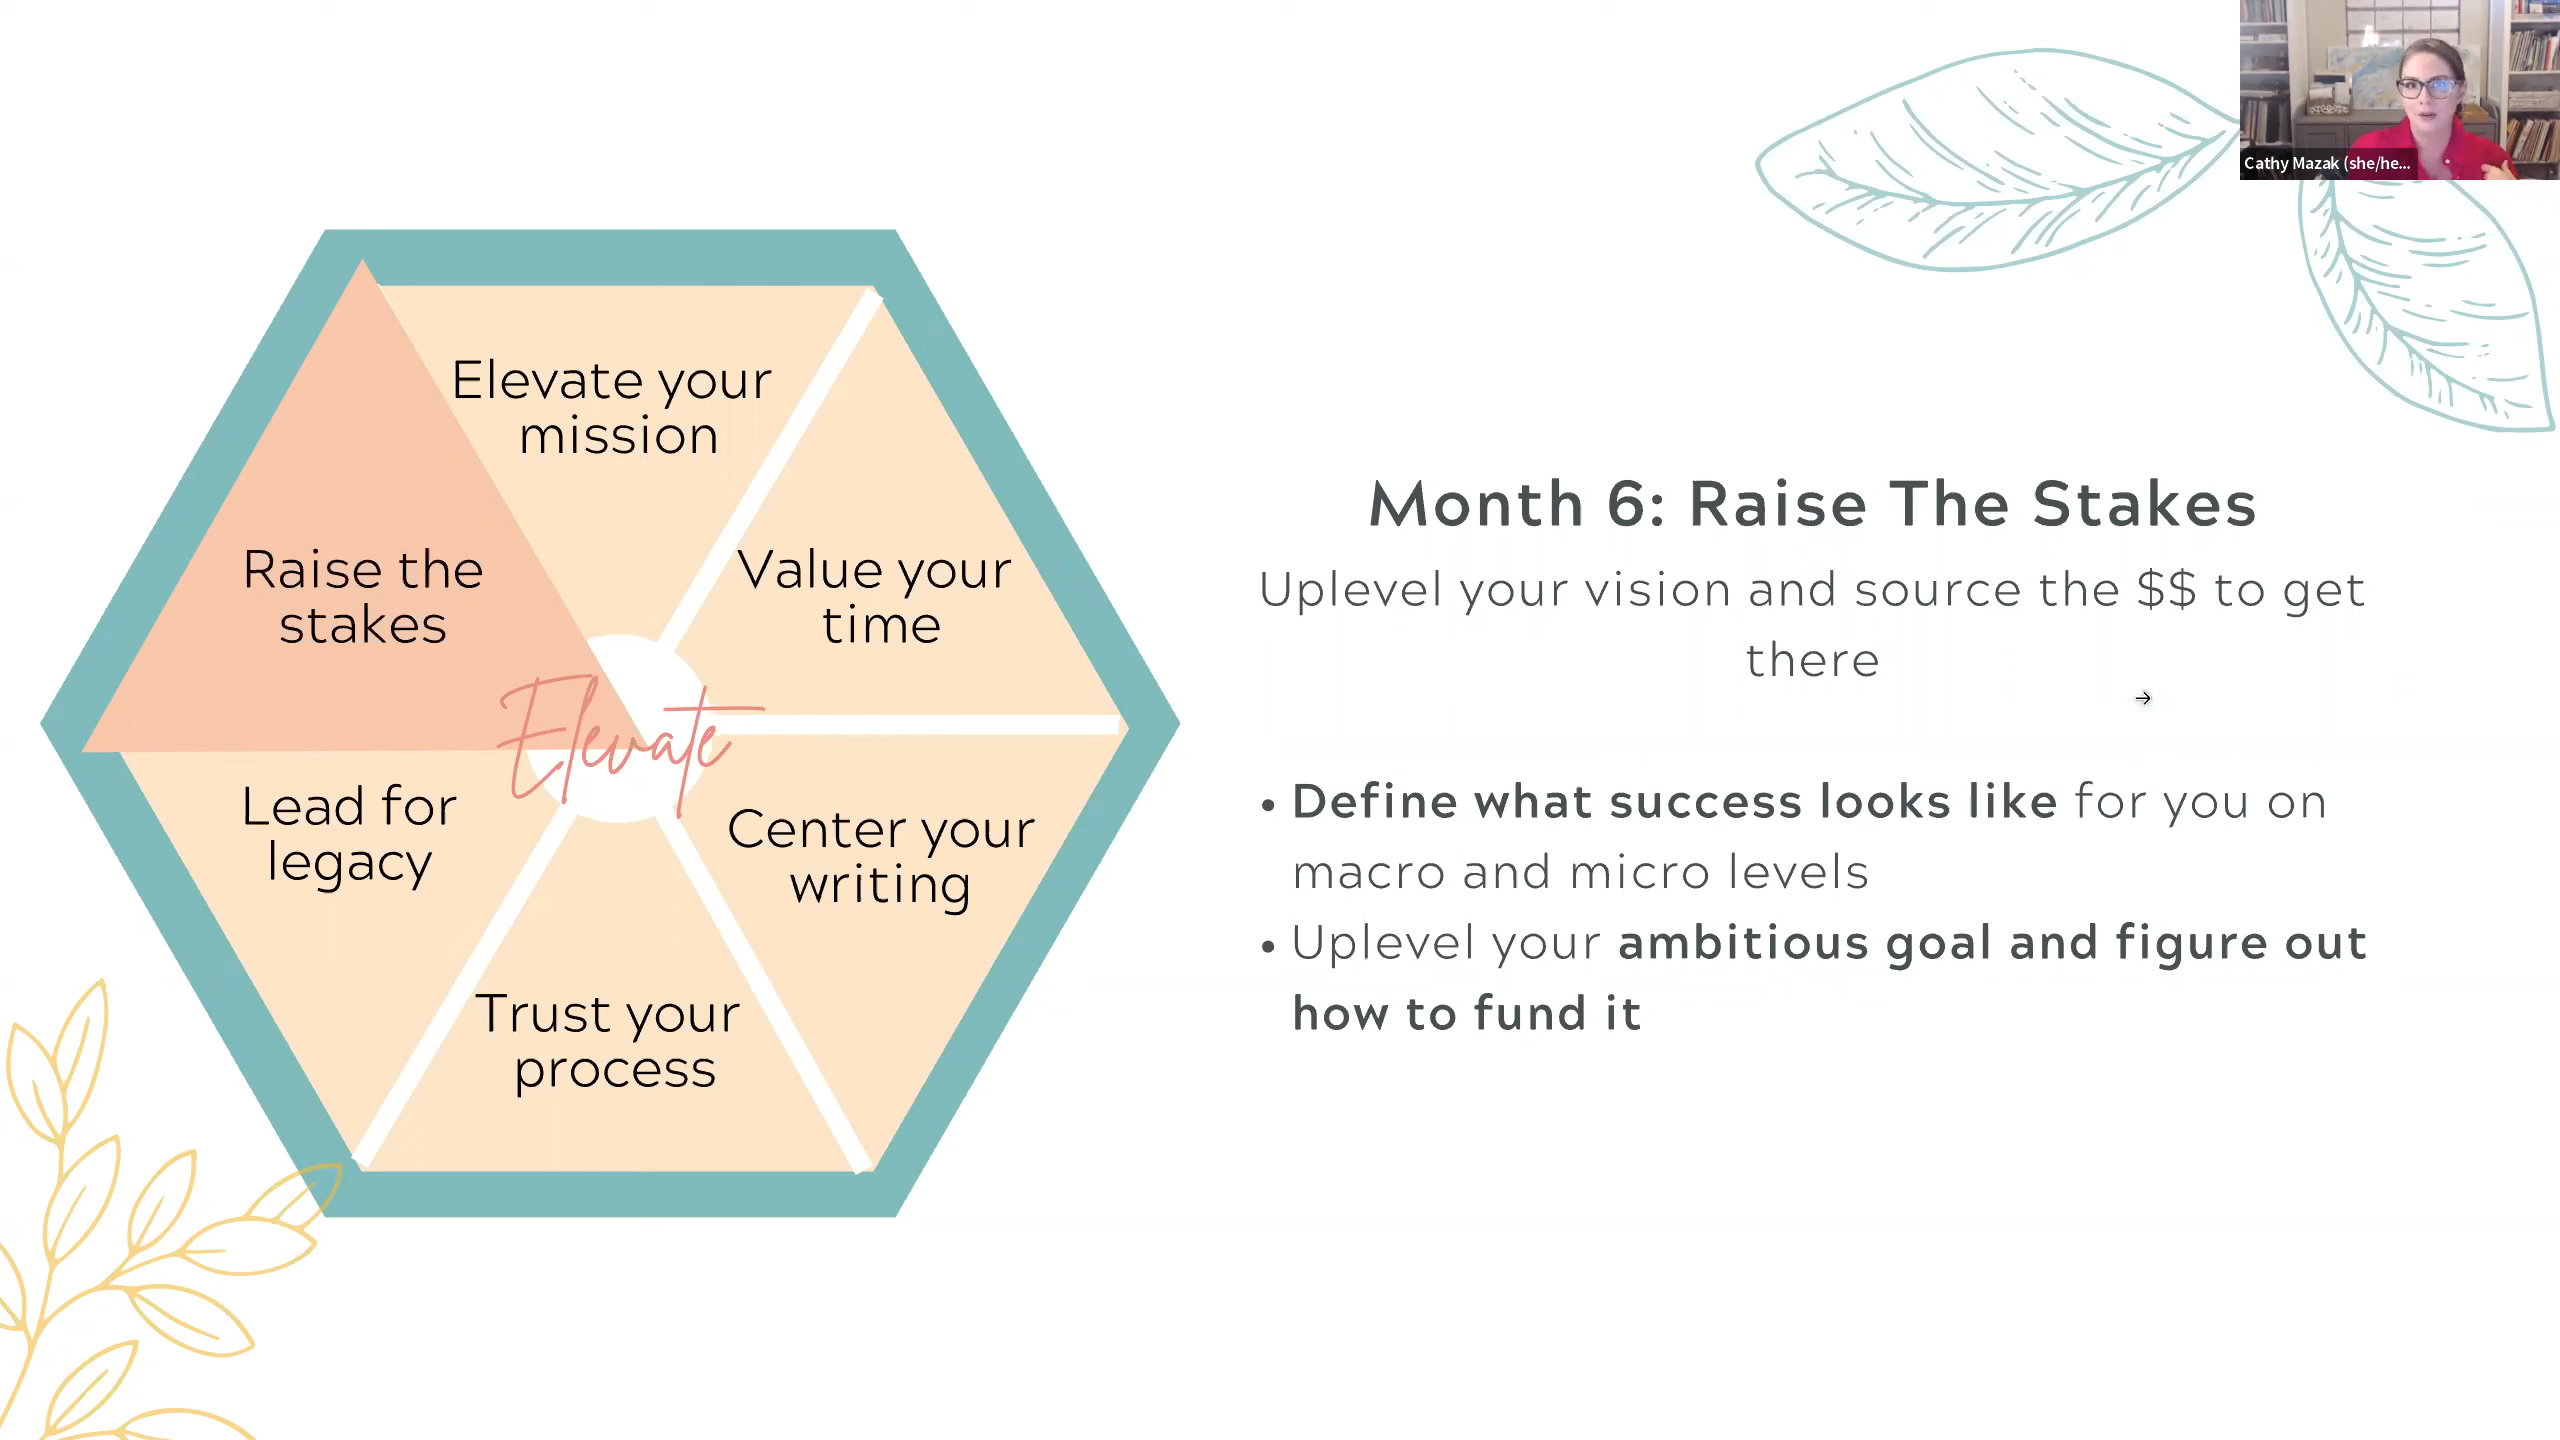 Cathy Mazak (she/he...
Elevate your
mission
Value your
time
Raise the
stakes
Elevate
Lead for
legacy
Center your
writing
Trust your
process
Month 6: Raise The Stakes
Uplevel your vision and source the $$ to get
there
• Define what success looks like for you on
macro and micro levels
• Uplevel your ambitious goal and figure out
how to fund it